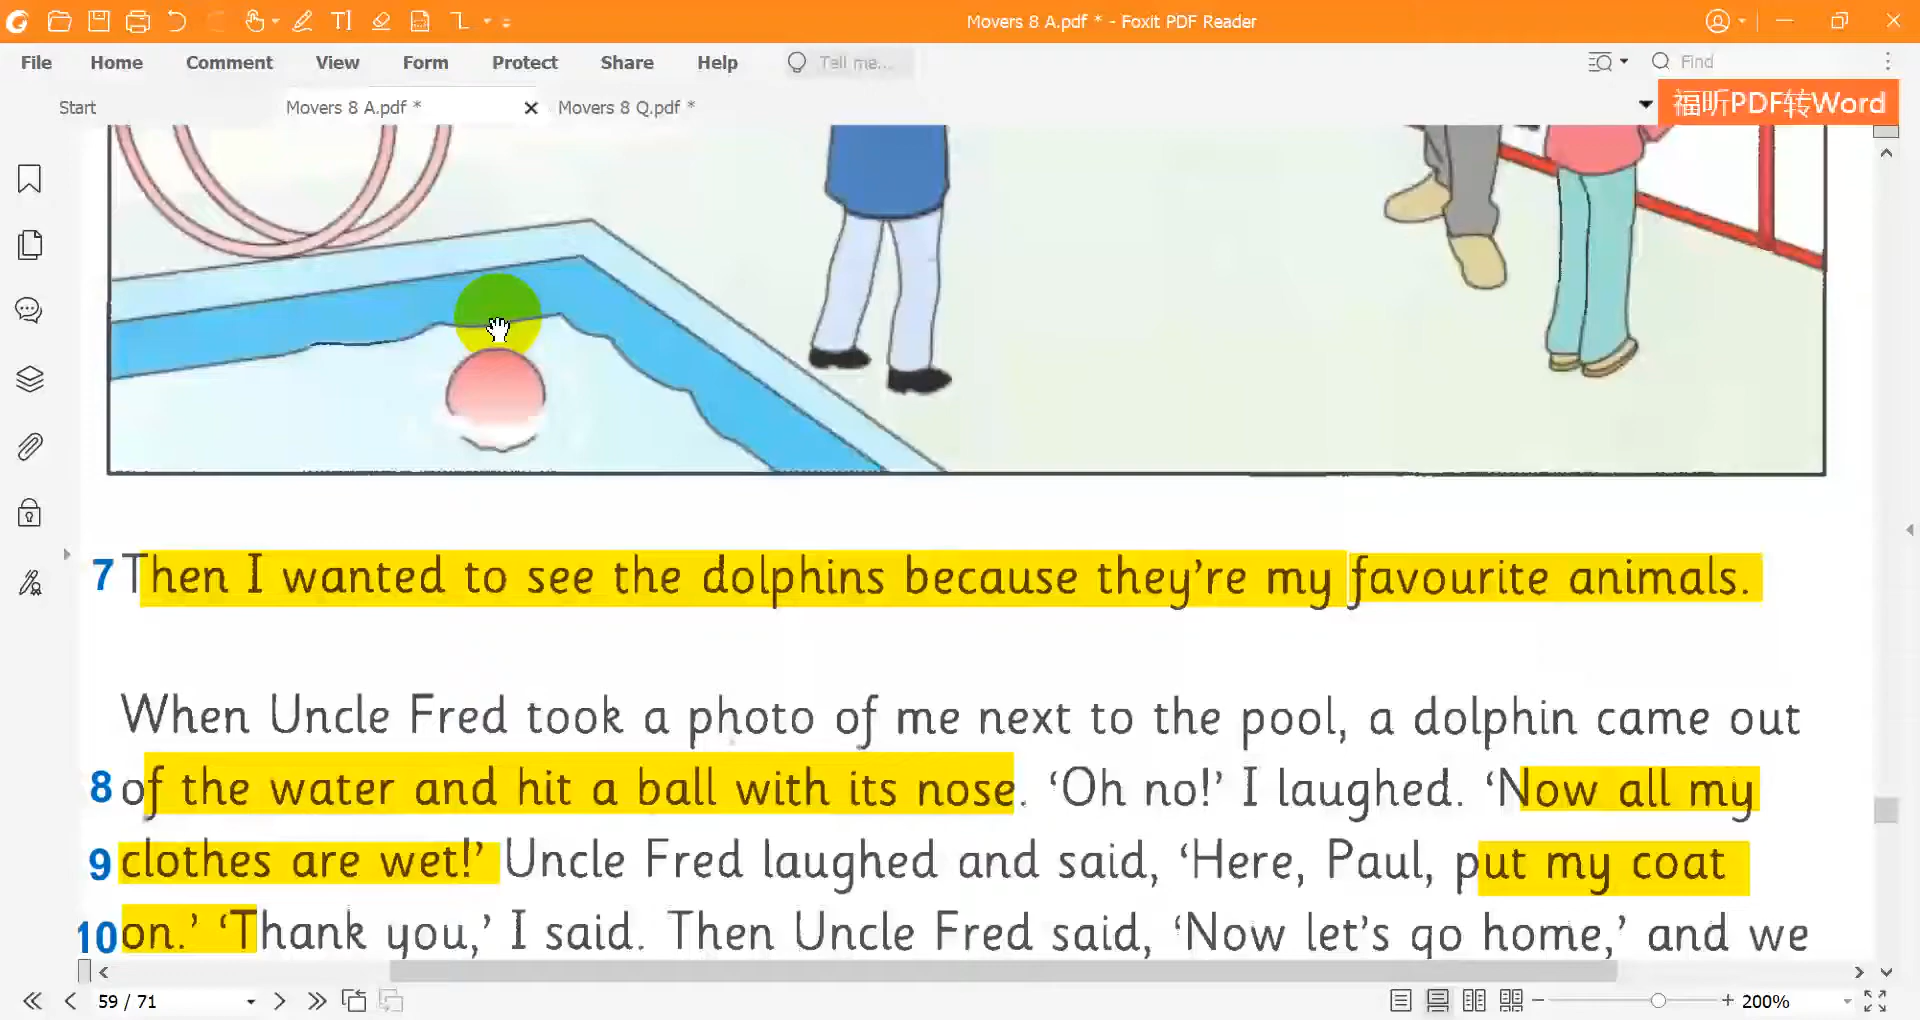 Movers 8 A.pdf * - Foxit PDF Reader
File Home Comment View Form Protect Share Help Tell me... Find
Start Movers 8 A.pdf * Movers 8 Q.pdf * 福昕PDF转Word
7 Then I wanted to see the dolphins because they're my favourite animals.
When Uncle Fred took a photo of me next to the pool, a dolphin came out
8 of the water and hit a ball with its nose. 'Oh no!' I laughed. 'Now all my
9 clothes are wet!' Uncle Fred laughed and said, 'Here, Paul, put my coat
10 on.' 'Thank you,' I said. Then Uncle Fred said, 'Now let's go home,' and we
59 / 71 200%